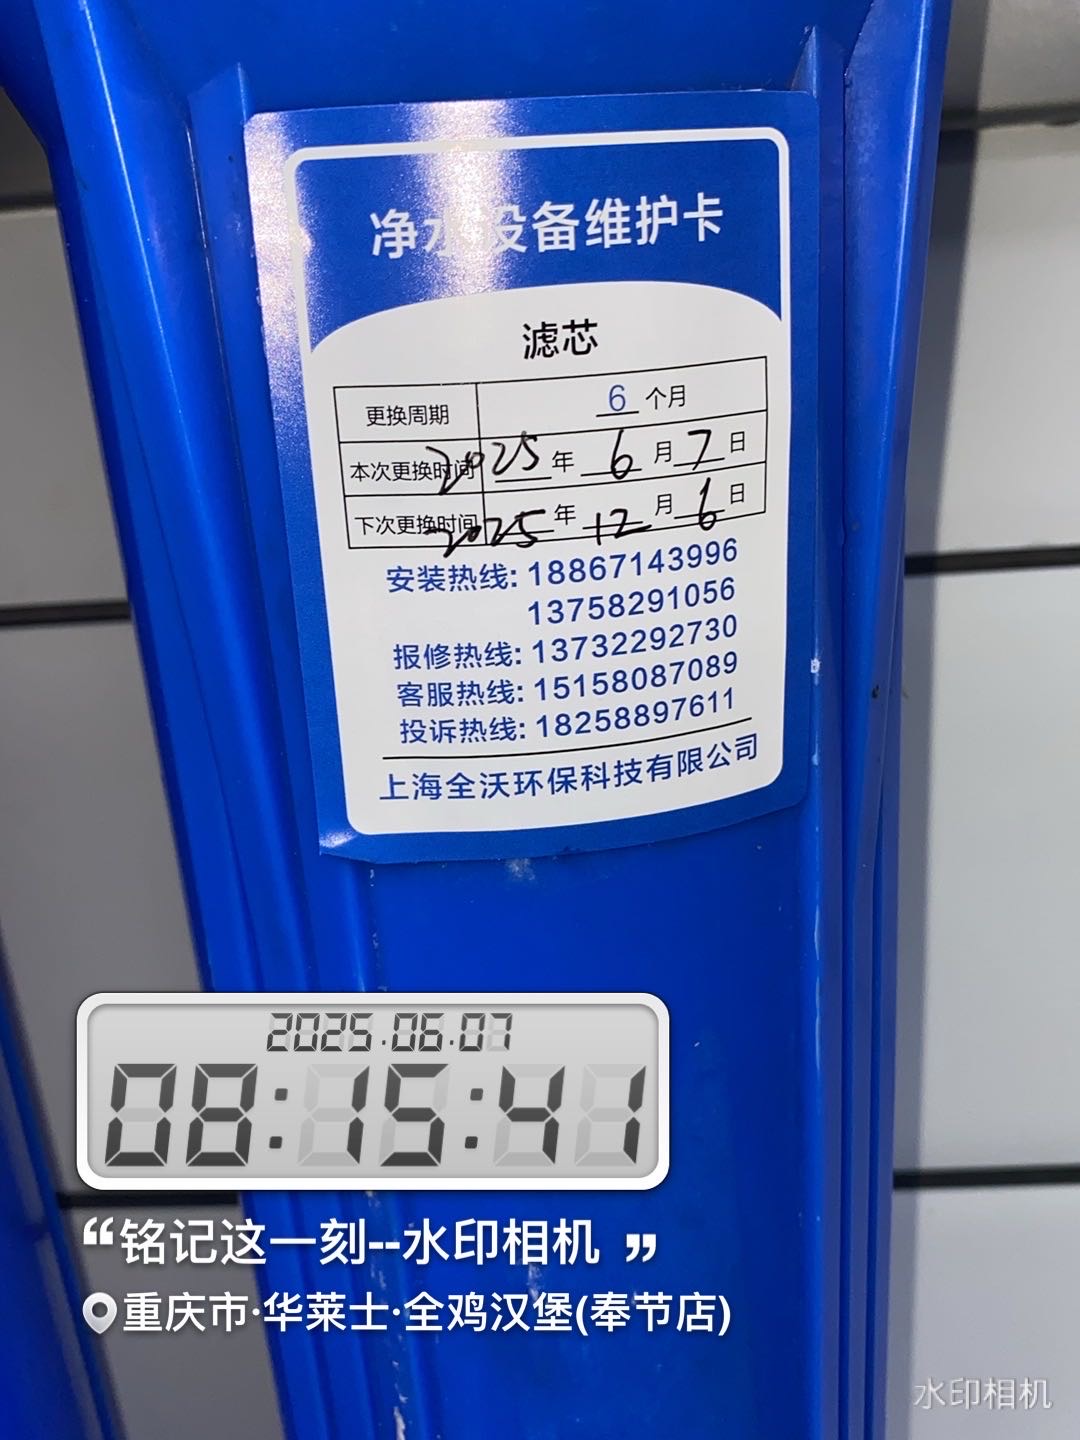 净水设备维护卡
滤芯
更换周期 6 个月
本次更换时间 2025 年 6 月 7 日
下次更换时间 2025 年 12 月 6 日
安装热线: 18867143996
13758291056
报修热线: 13732292730
客服热线: 15158087089
投诉热线: 18258897611
上海全沃环保科技有限公司
2025.06.07
08:15:41
“铭记这一刻--水印相机”
重庆市·华莱士·全鸡汉堡(奉节店)
水印相机